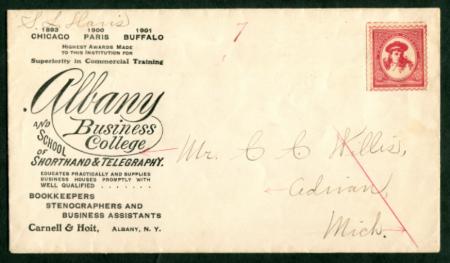 S. L. Haris
7
1893 1900 1901
CHICAGO PARIS BUFFALO
HIGHEST AWARDS MADE
TO THIS INSTITUTION FOR
Superiority in Commercial Training
Albany
Business
College
AND SCHOOL OF
SHORTHAND & TELEGRAPHY.
EDUCATES PRACTICALLY AND SUPPLIES
BUSINESS HOUSES PROMPTLY WITH
WELL QUALIFIED . . . . . . .
BOOKKEEPERS
STENOGRAPHERS AND
BUSINESS ASSISTANTS
Carnell & Hoit, ALBANY, N. Y.
Mr. C C Willis,
Adrian,
Mich.